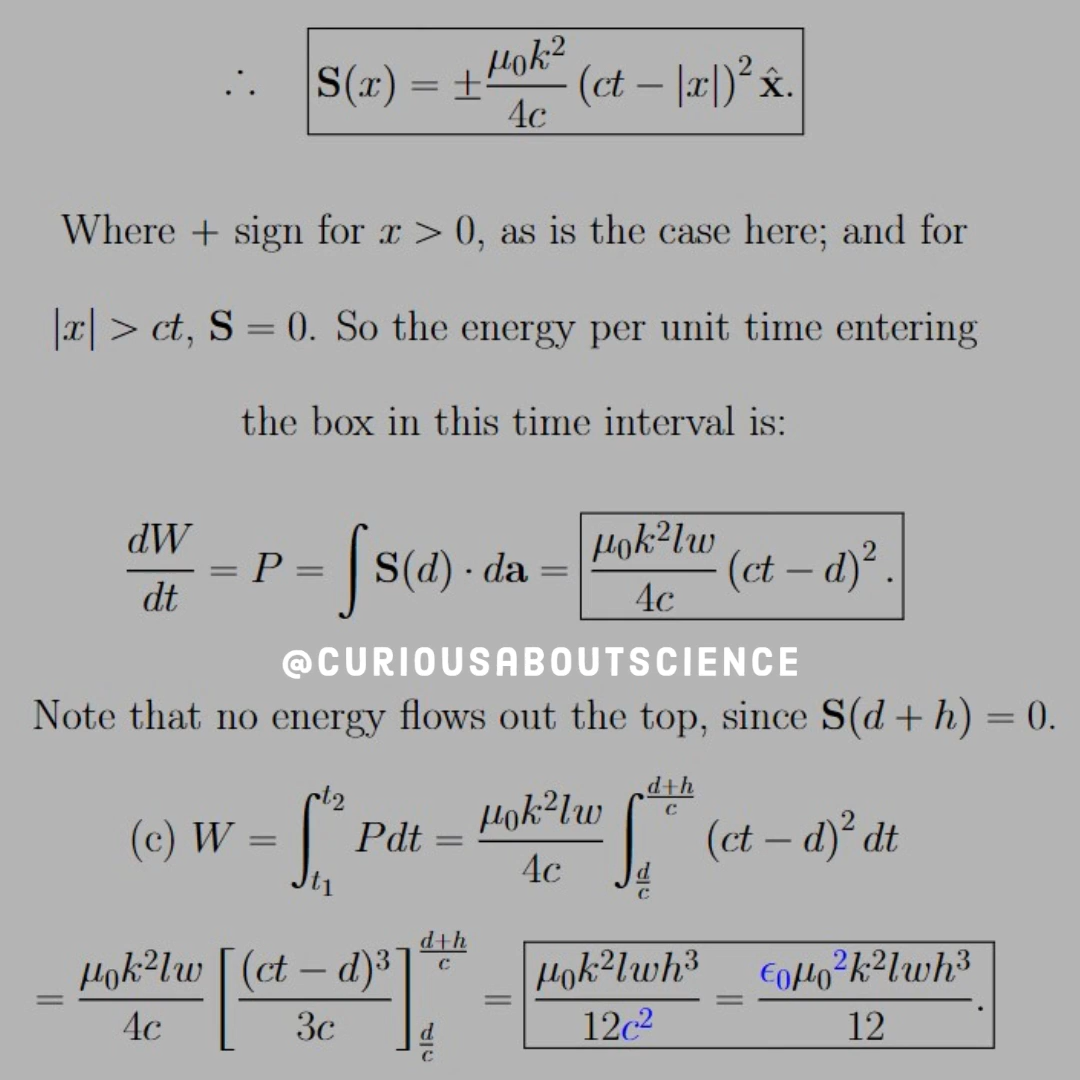 ∴ S(x) = ±μ₀k²/4c (ct − |x|)² x̂.
Where + sign for x > 0, as is the case here; and for
|x| > ct, S = 0. So the energy per unit time entering
the box in this time interval is:
dW/dt = P = ∫ S(d) · da = μ₀k²lw/4c (ct − d)².
@CURIOUSABOUTSCIENCE
Note that no energy flows out the top, since S(d + h) = 0.
(c) W = ∫_{t₁}^{t₂} Pdt = μ₀k²lw/4c ∫_{d/c}^{(d+h)/c} (ct − d)² dt
= μ₀k²lw/4c [(ct − d)³/3c]_{d/c}^{(d+h)/c} = μ₀k²lwh³/12c² = ϵ₀μ₀²k²lwh³/12.